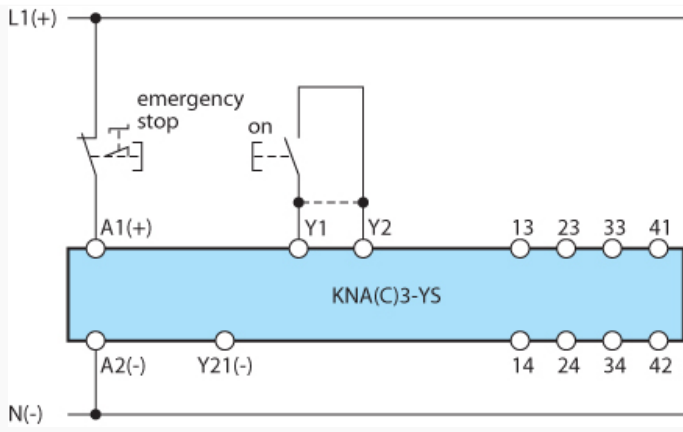 L1(+)
emergency
stop
on
A1(+)
Y1
Y2
13
23
33
41
KNA(C)3-YS
A2(-)
Y21(-)
14
24
34
42
N(-)